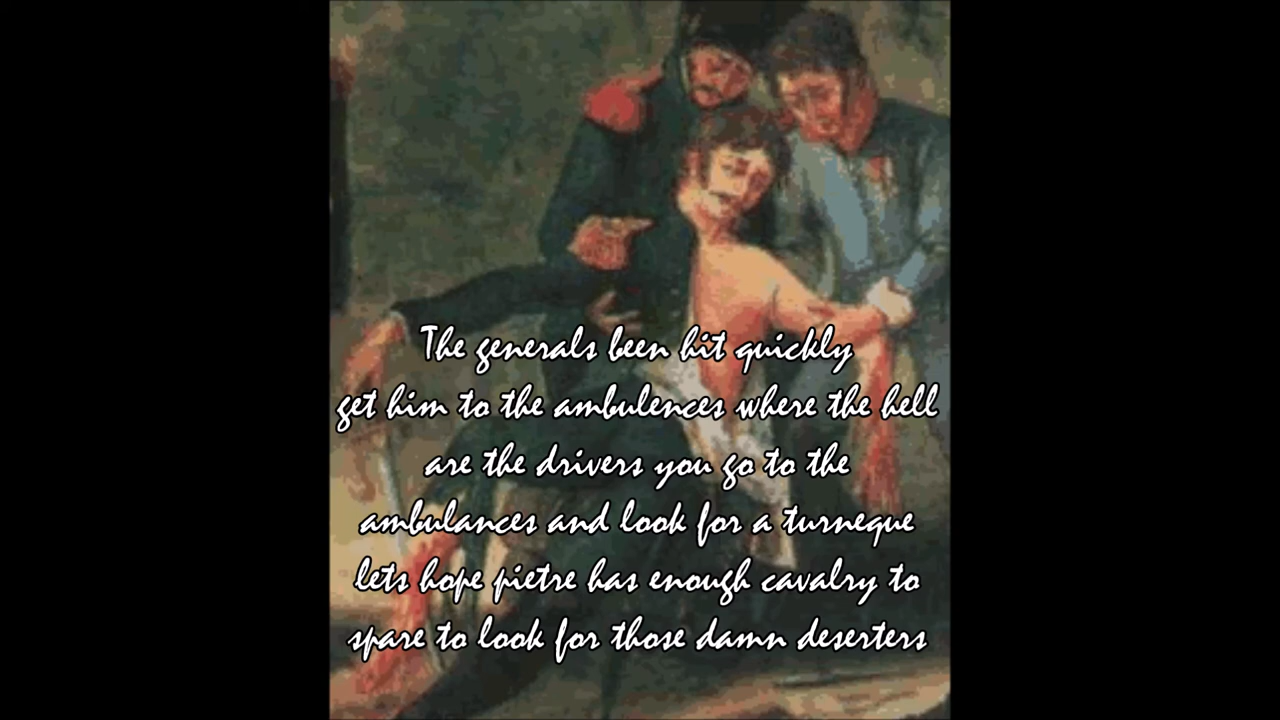 The generals been hit quickly
get him to the ambulences where the hell
are the drivers you go to the
ambulances and look for a turneque
lets hope pietre has enough cavalry to
spare to look for those damn deserters